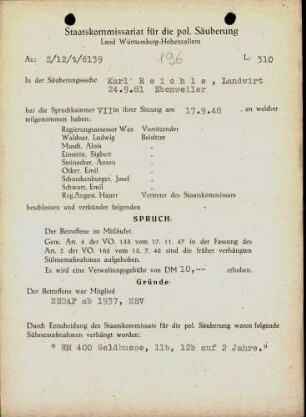 Staatskommissariat für die pol. Säuberung
Land Württemberg-Hohenzollern
Az.: Z/12/t/6139 196 L: 310
In der Säuberungssache Karl Reichle, Landwirt
24.9.81 Ebenweiler
hat die Spruchkammer VII in ihrer Sitzung am 17.9.48 , an welcher
teilgenommen haben:
Regierungsassessor Wax Vorsitzender
Waldner, Ludwig Beisitzer
Musch, Alois "
Einstein, Sigbert "
Steinacher, Anton "
Ocker, Emil "
Schneckenburger, Josef "
Schwarz, Emil "
Reg.Angest. Hauer Vertreter des Staatskommissars
beschlossen und verkündet folgenden
SPRUCH:
Der Betroffene ist Mitläufer.
Gem. Art. 4 der VO. 133 vom 17. 11. 47 in der Fassung des
Art. 2 der VO. 165 vom 13. 7. 48 sind die früher verhängten
Sühnemaßnahmen aufgehoben.
Es wird eine Verwaltungsgebühr von DM 10,-- erhoben.
Gründe:
Der Betroffene war Mitglied
NSDAP ab 1937, NSV
Durch Entscheidung des Staatskommissars für die pol. Säuberung waren folgende
Sühnemaßnahmen verhängt worden:
" RM 400 Geldbusse, 11b, 12b auf 2 Jahre."